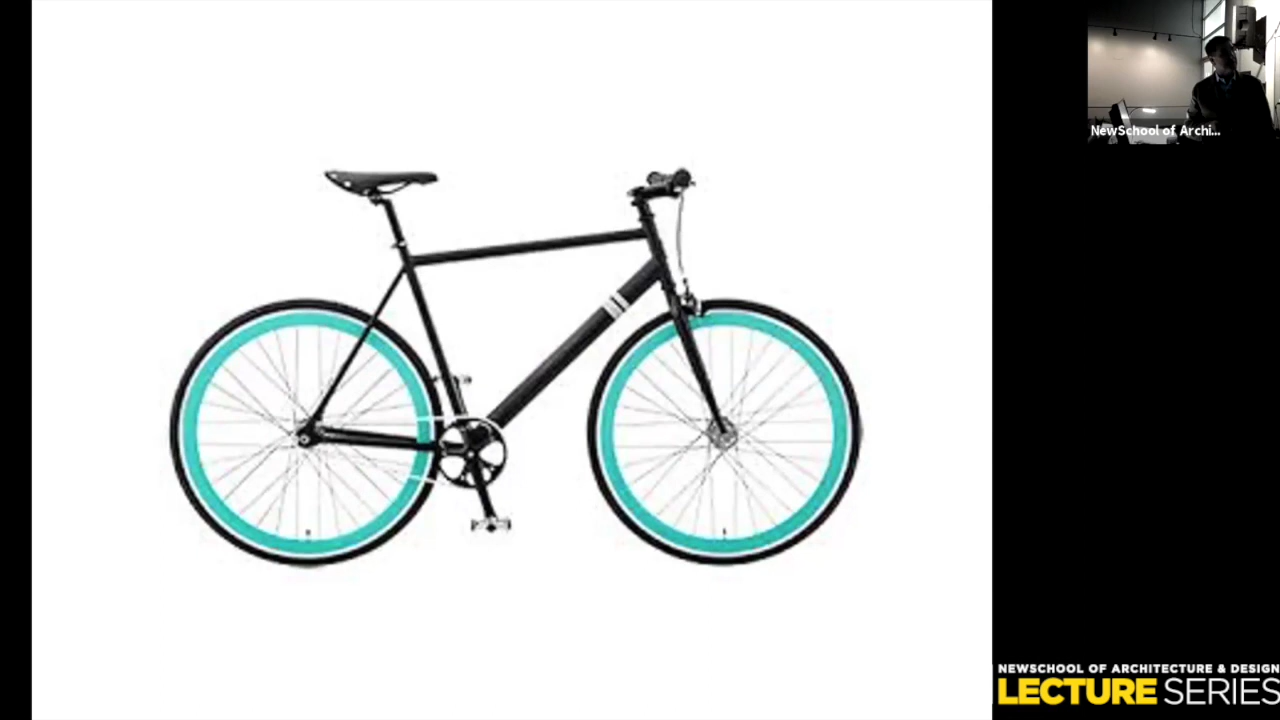 NewSchool of Archi...
NEWSCHOOL OF ARCHITECTURE & DESIGN
LECTURE SERIES